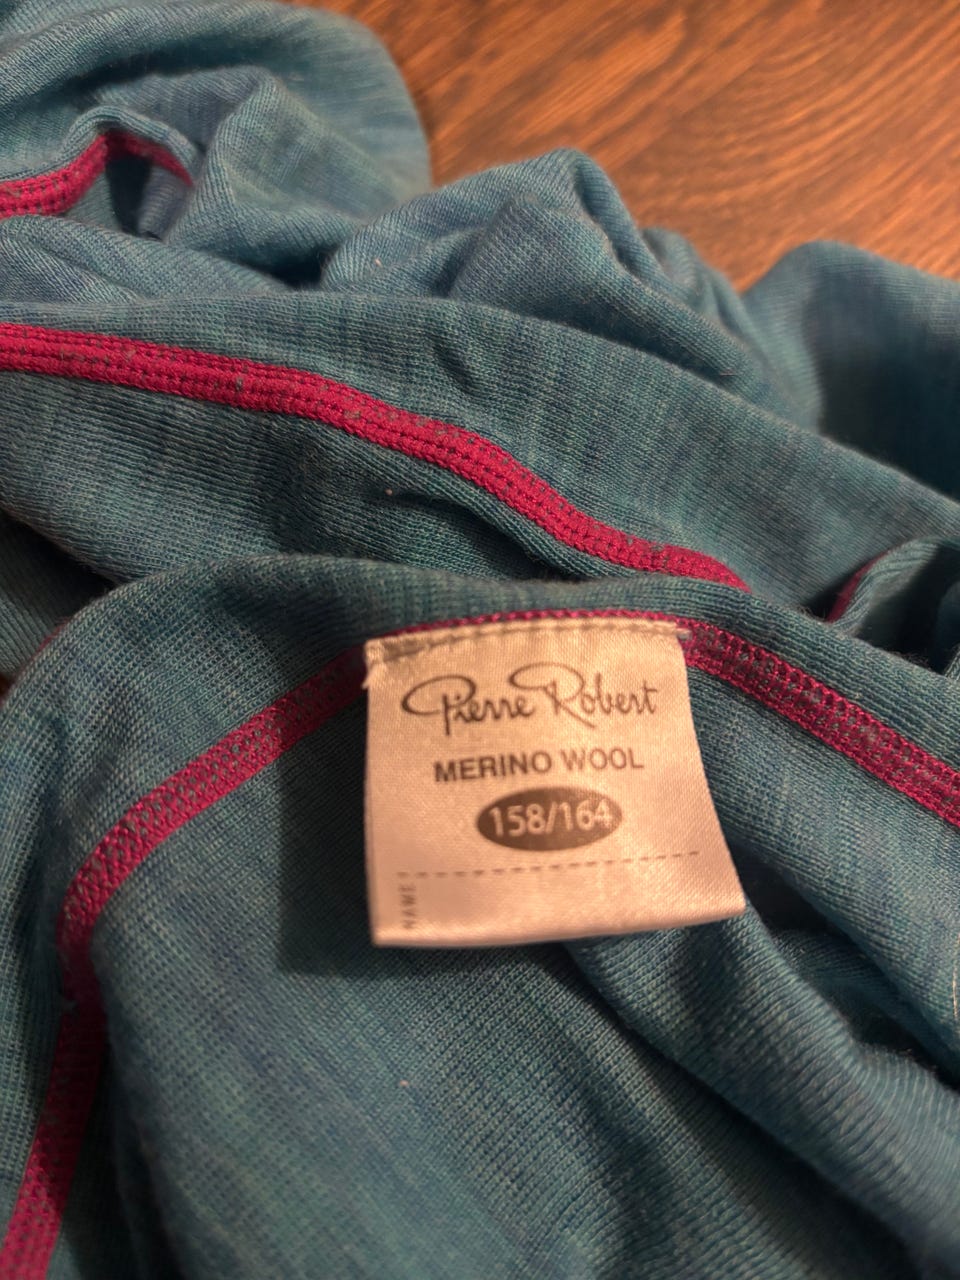 Pierre Robert
MERINO WOOL
158/164
NAME